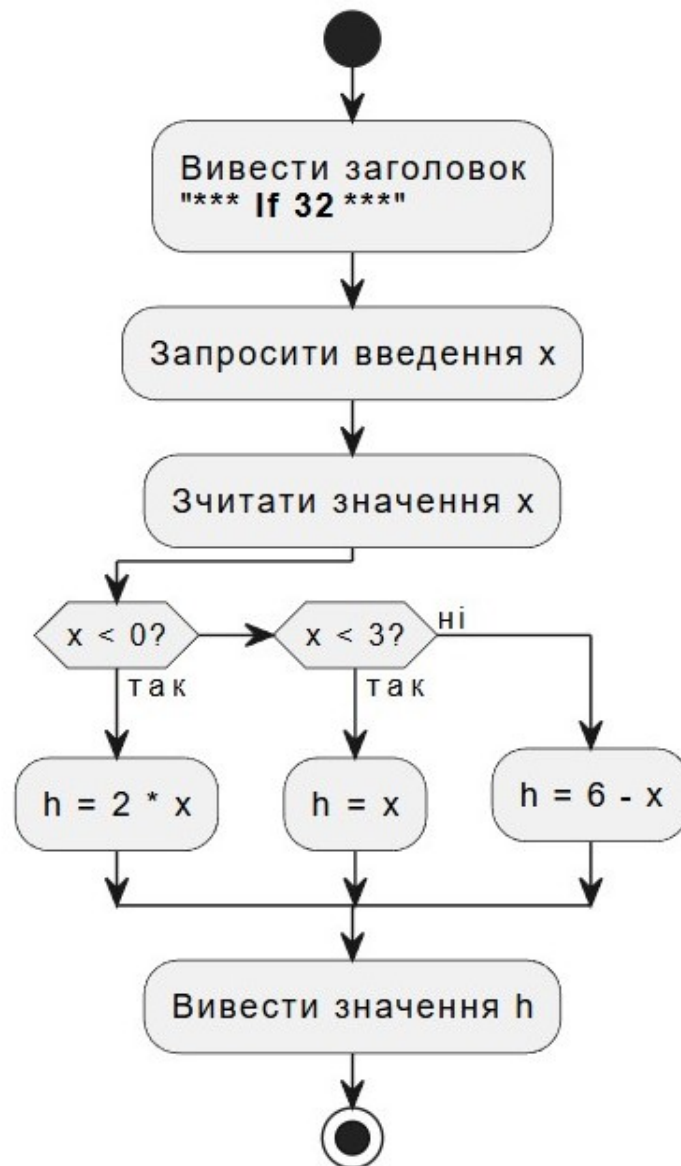 Вивести заголовок
"*** If 32 ***"
Запросити введення x
Зчитати значення x
x < 0?
x < 3?
ні
так
так
h = 2 * x
h = x
h = 6 - x
Вивести значення h